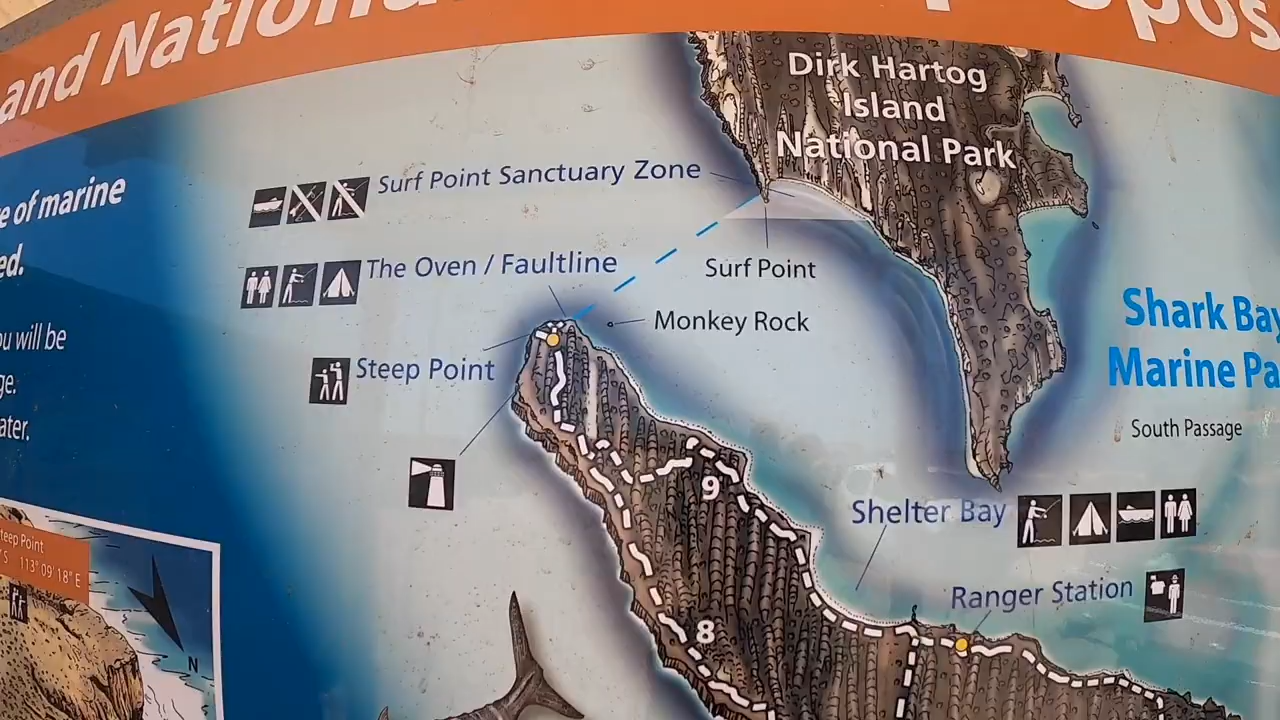 and National
Dirk Hartog
Island
National Park
Surf Point Sanctuary Zone
e of marine
ed.
The Oven / Faultline
Surf Point
Monkey Rock
Shark Bay
Marine Pa
ou will be
ge.
ater.
Steep Point
South Passage
9
Shelter Bay
Steep Point
S 113° 09' 18" E
Ranger Station
8
N